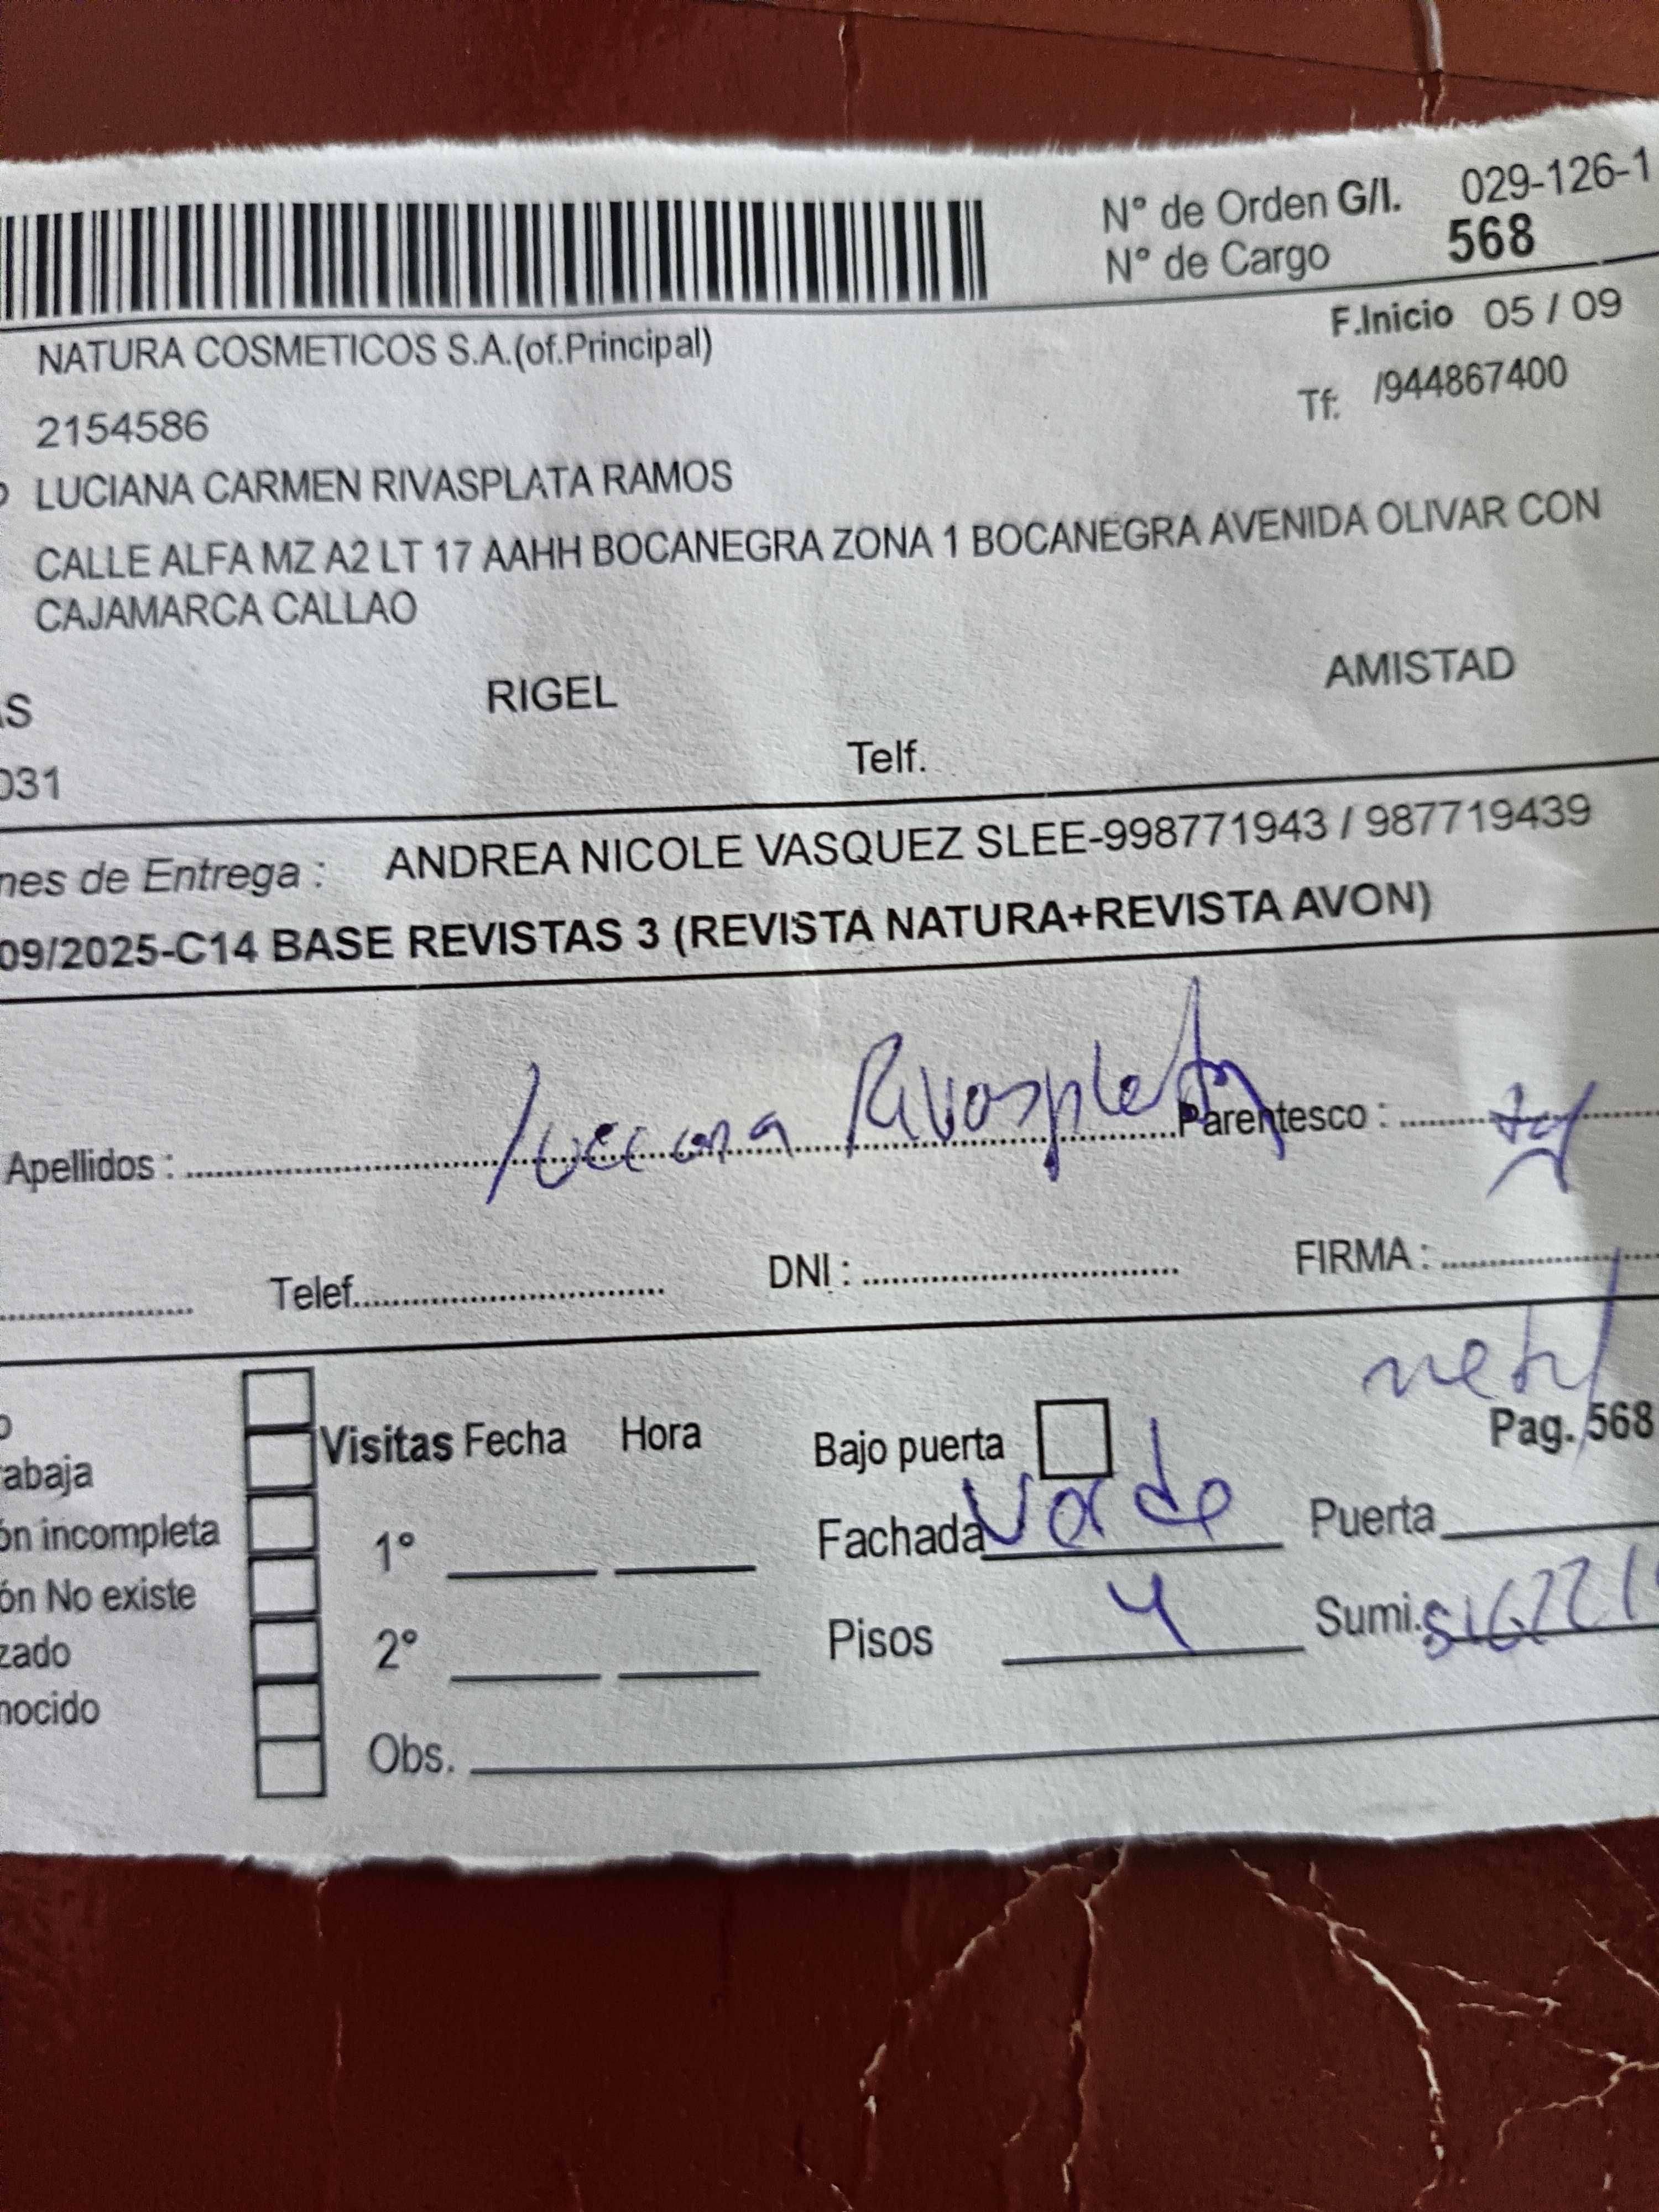 N° de Orden G/I. 029-126-1
N° de Cargo 568
F.Inicio 05 / 09
NATURA COSMETICOS S.A.(of.Principal)
Tf: /944867400
2154586
LUCIANA CARMEN RIVASPLATA RAMOS
CALLE ALFA MZ A2 LT 17 AAHH BOCANEGRA ZONA 1 BOCANEGRA AVENIDA OLIVAR CON
CAJAMARCA CALLAO
AS RIGEL AMISTAD
031 Telf.
nes de Entrega : ANDREA NICOLE VASQUEZ SLEE-998771943 / 987719439
09/2025-C14 BASE REVISTAS 3 (REVISTA NATURA+REVISTA AVON)
Apellidos : Luciana Rivasplata Parentesco :
Telef. DNI : FIRMA :
Visitas Fecha Hora Bajo puerta Pag. 568
abaja
ón incompleta 1° Fachada Verde Puerta
ón No existe
zado 2° Pisos 4 Sumi.
nocido
Obs.